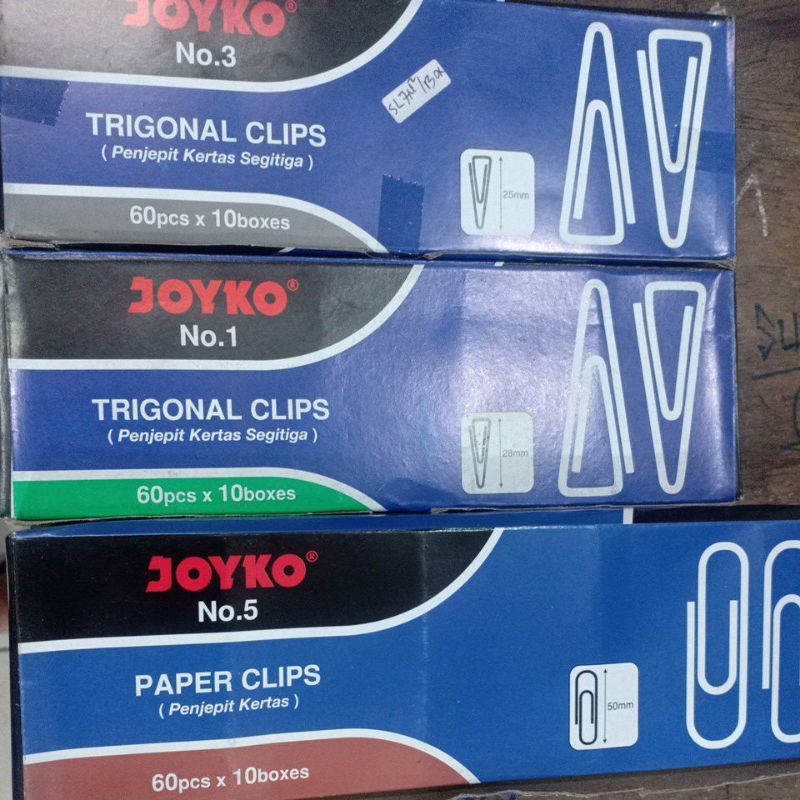 JOYKO®
No.3
TRIGONAL CLIPS
( Penjepit Kertas Segitiga )
60pcs x 10boxes
25mm
JOYKO®
No.1
TRIGONAL CLIPS
( Penjepit Kertas Segitiga )
60pcs x 10boxes
28mm
JOYKO®
No.5
PAPER CLIPS
( Penjepit Kertas )
60pcs x 10boxes
50mm